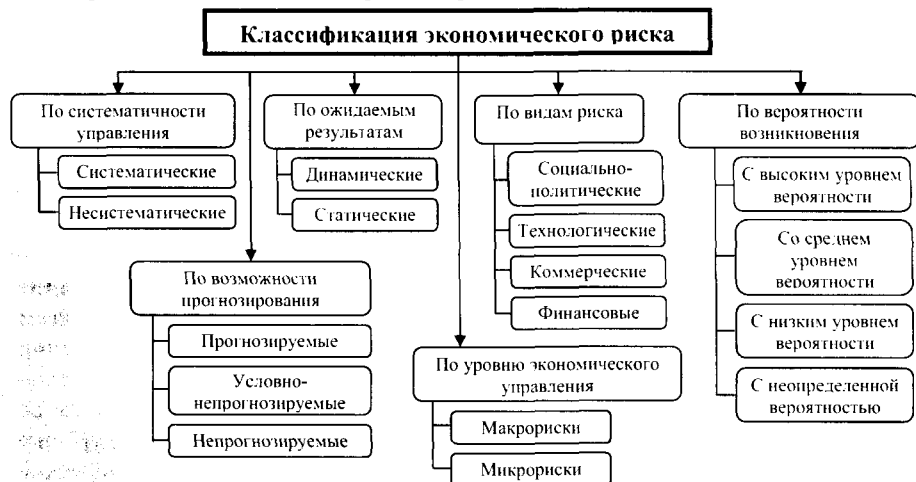 Классификация экономического риска
По систематичности
управления
Систематические
Несистематические
По возможности
прогнозирования
Прогнозируемые
Условно-
непрогнозируемые
Непрогнозируемые
По ожидаемым
результатам
Динамические
Статические
По видам риска
Социально-
политические
Технологические
Коммерческие
Финансовые
По уровню экономического
управления
Макрориски
Микрориски
По вероятности
возникновения
С высоким уровнем
вероятности
Со среднем
уровнем
вероятности
С низким уровнем
вероятности
С неопределенной
вероятностью